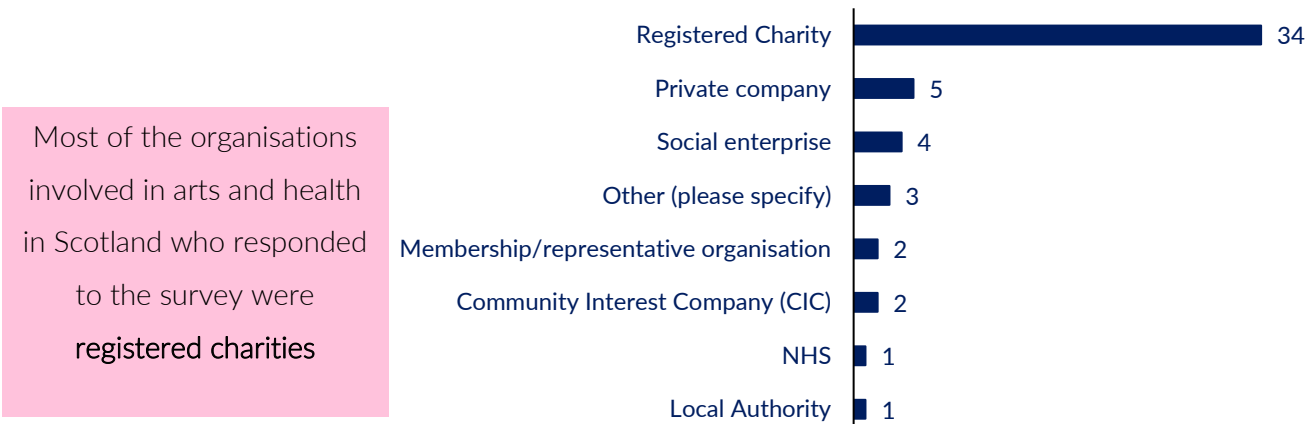 Most of the organisations
involved in arts and health
in Scotland who responded
to the survey were
registered charities
Registered Charity 34
Private company 5
Social enterprise 4
Other (please specify) 3
Membership/representative organisation 2
Community Interest Company (CIC) 2
NHS 1
Local Authority 1